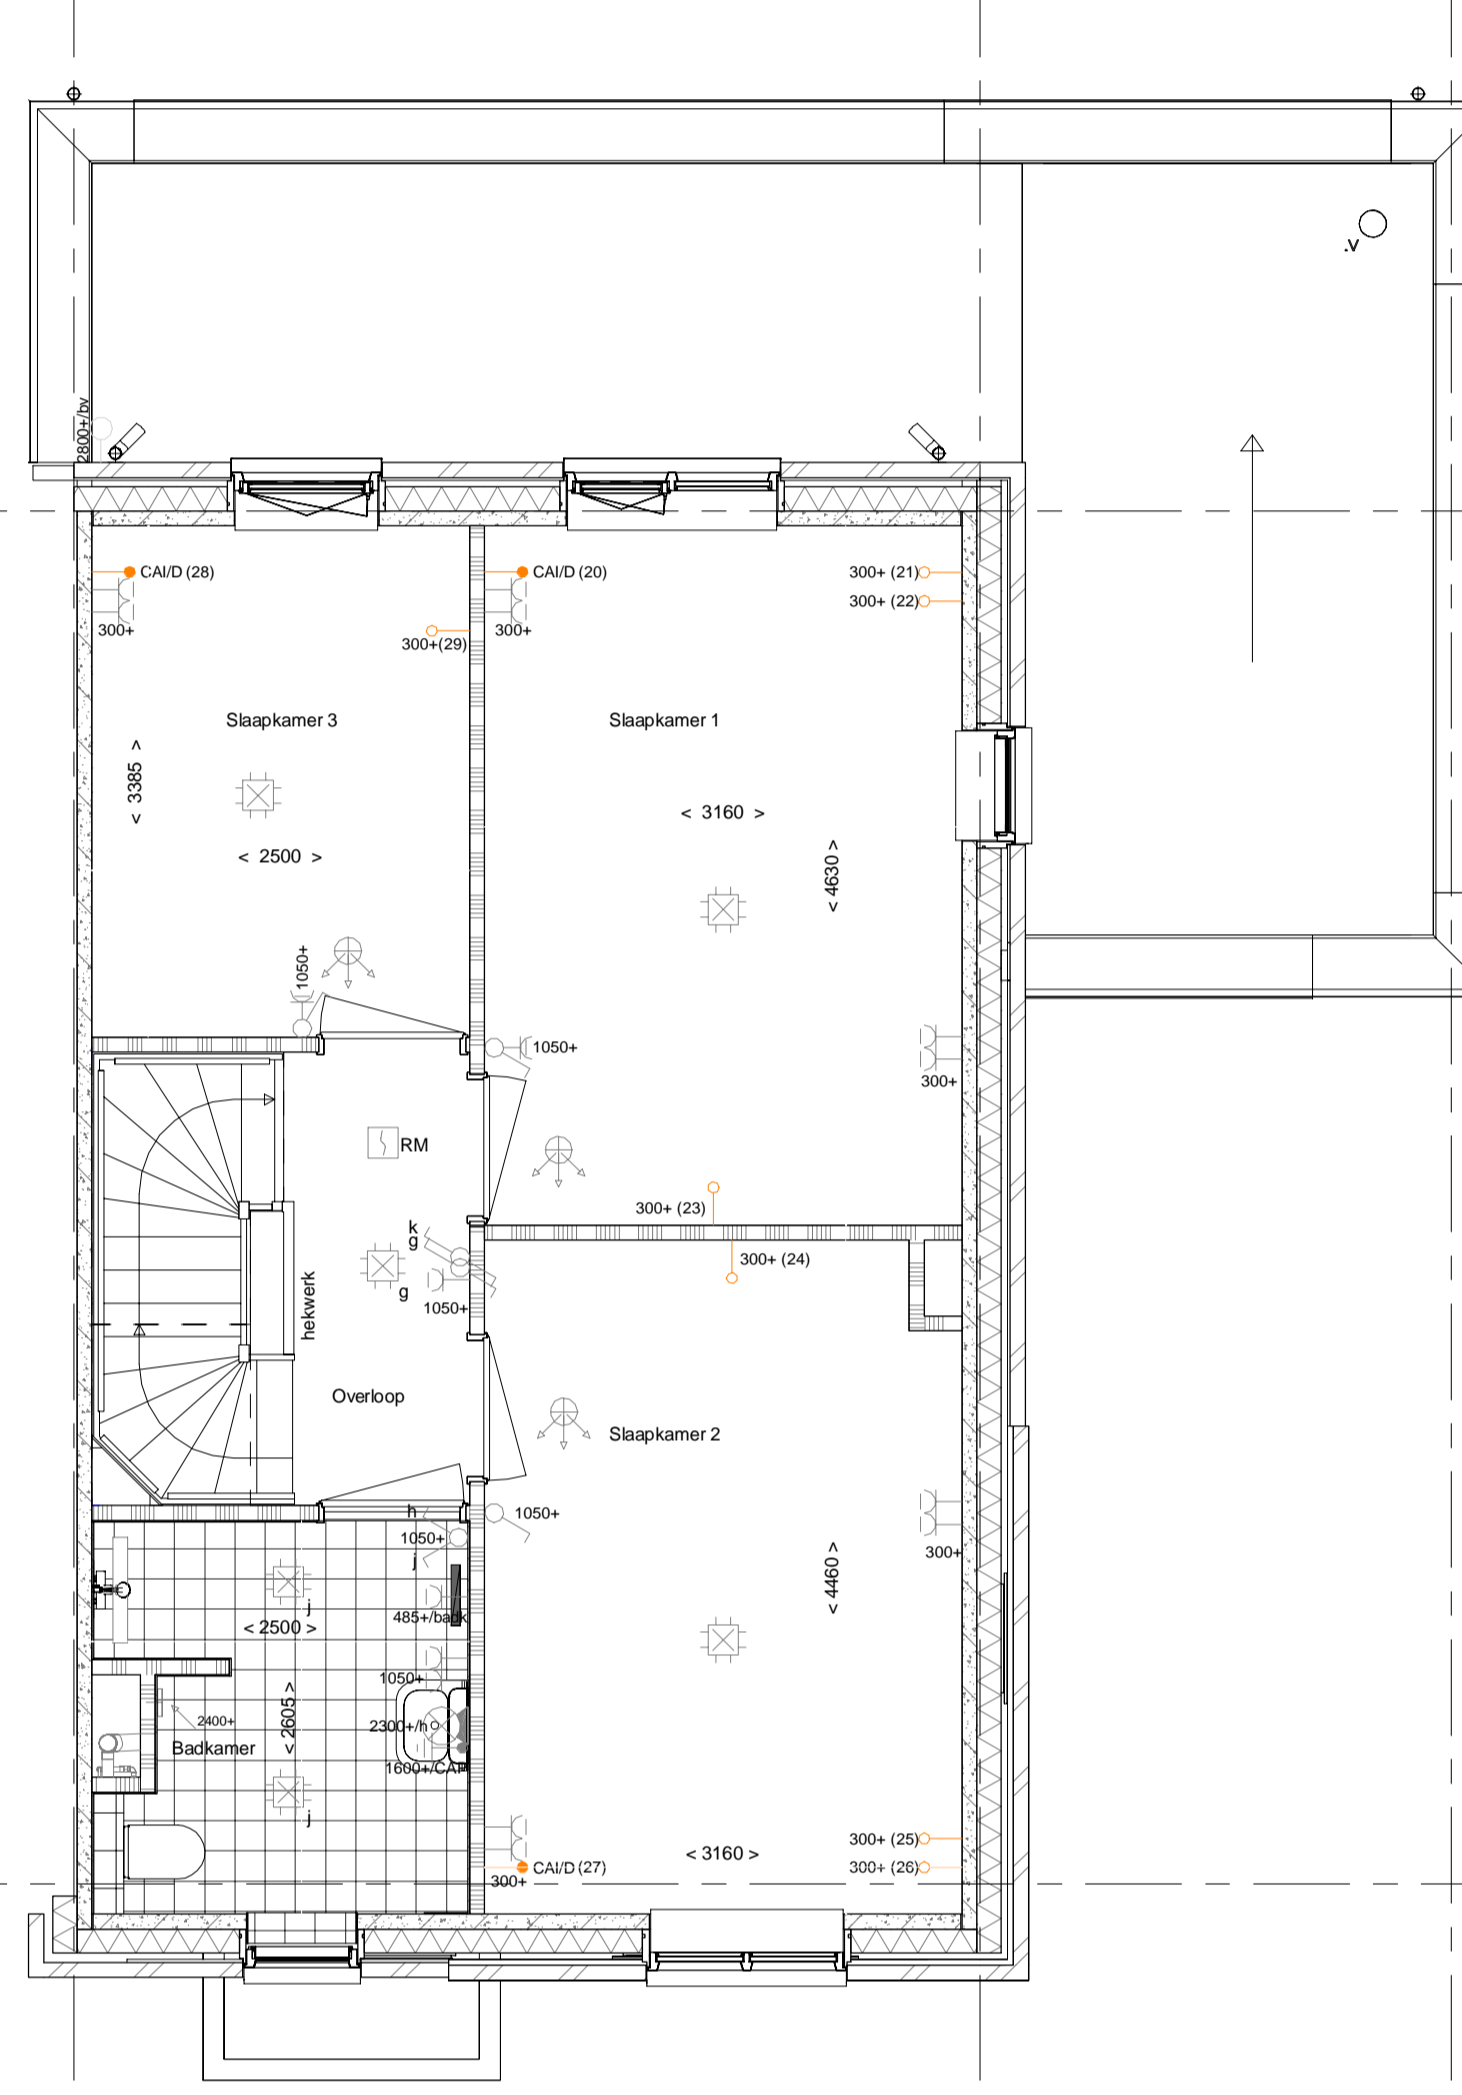 .V
2800+/bv
CAI/D (28)
CAI/D (20)
300+ (21)
300+ (22)
300+
300+(29)
300+
Slaapkamer 3
Slaapkamer 1
< 3385 >
< 3160 >
< 2500 >
< 4630 >
1050+
1050+
300+
RM
300+ (23)
k
g
300+ (24)
g
1050+
hekwerk
Overloop
Slaapkamer 2
h
1050+
1050+
j
300+
< 4460 >
j
485+/badk
< 2500 >
1050+
2400+
< 2605 >
2300+/h
Badkamer
1600+/CAP
j
300+ (25)
< 3160 >
CAI/D (27)
300+ (26)
300+